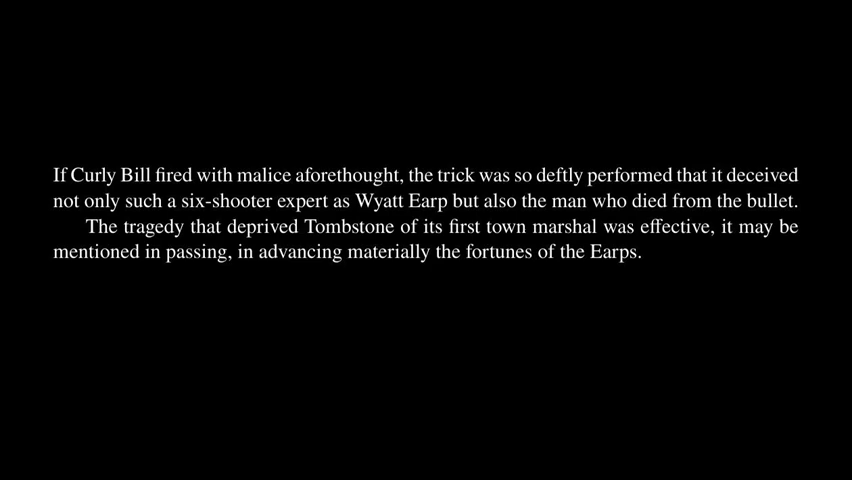 If Curly Bill fired with malice aforethought, the trick was so deftly performed that it deceived
not only such a six-shooter expert as Wyatt Earp but also the man who died from the bullet.
The tragedy that deprived Tombstone of its first town marshal was effective, it may be
mentioned in passing, in advancing materially the fortunes of the Earps.